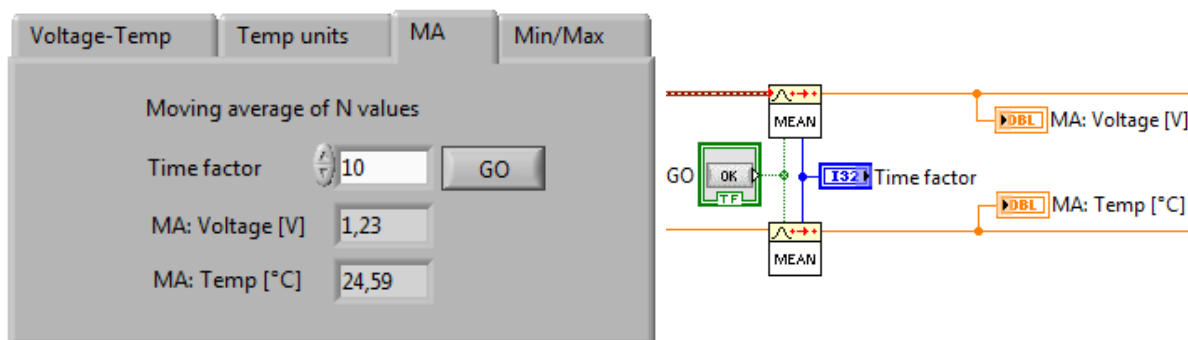 Voltage-Temp
Temp units
MA
Min/Max
Moving average of N values
Time factor
10
GO
MA: Voltage [V]
1,23
MA: Temp [°C]
24,59
MEAN
DBL
MA: Voltage [V]
GO
OK
TF
I32
Time factor
DBL
MA: Temp [°C]
MEAN